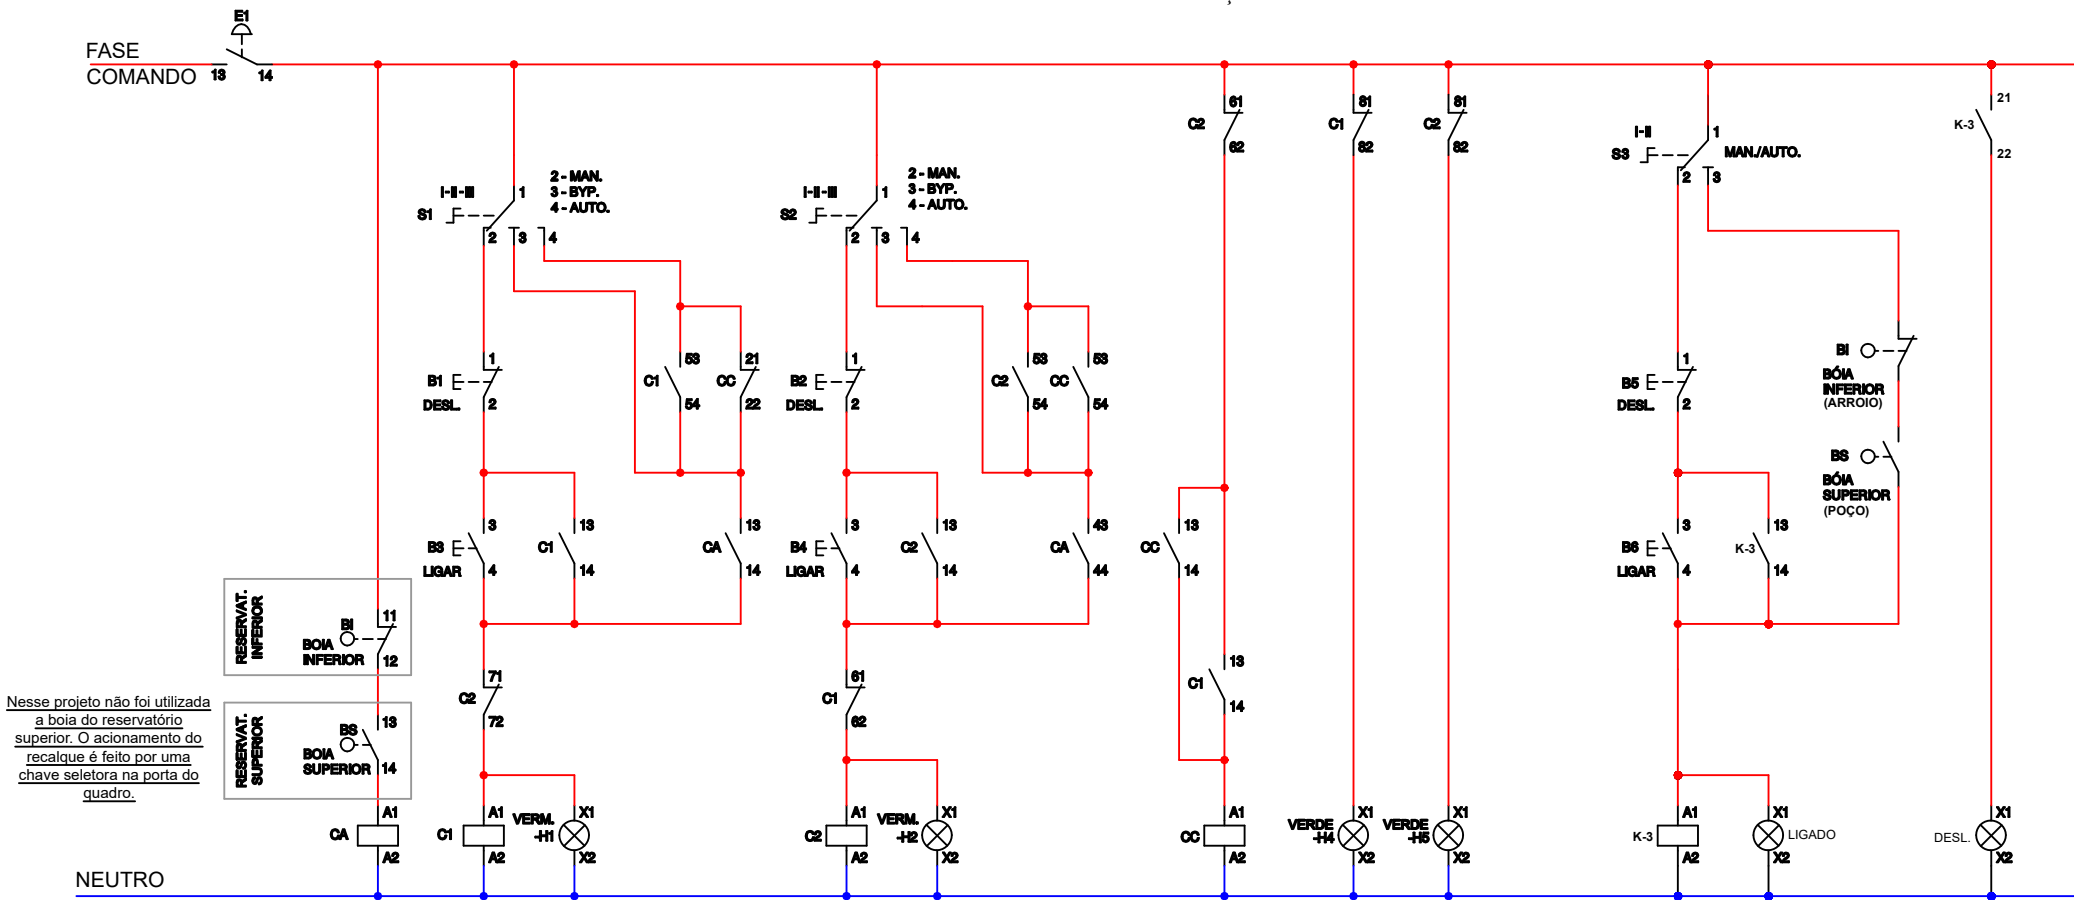 E1
FASE
COMANDO
13
14
61
C2
62
81
C1
82
81
C2
82
I-II
S3
1
MAN./AUTO.
2
3
21
K-3
22
I-II-III
S1
1
2 - MAN.
3 - BYP.
4 - AUTO.
2
3
4
I-II-III
S2
1
2 - MAN.
3 - BYP.
4 - AUTO.
2
3
4
1
B1
DESL.
2
53
C1
54
21
CC
22
1
B2
DESL.
2
53
C2
54
53
CC
54
1
B5
DESL.
2
BI
BÓIA
INFERIOR
(ARROIO)
BS
BÓIA
SUPERIOR
(POÇO)
3
B3
LIGAR
4
13
C1
14
13
CA
14
3
B4
LIGAR
4
13
C2
14
43
CA
44
13
CC
14
3
B6
LIGAR
4
13
K-3
14
RESERVAT.
INFERIOR
BI
BOIA
INFERIOR
11
12
71
C2
72
61
C1
62
13
C1
14
Nesse projeto não foi utilizada
a boia do reservatório
superior. O acionamento do
recalque é feito por uma
chave seletora na porta do
quadro.
RESERVAT.
SUPERIOR
BS
BOIA
SUPERIOR
13
14
A1
CA
A2
A1
C1
A2
VERM.
-H1
X1
X2
A1
C2
A2
VERM.
-H2
X1
X2
A1
CC
A2
VERDE
-H4
X1
X2
VERDE
-H5
X1
X2
A1
K-3
A2
X1
LIGADO
X2
X1
DESL.
X2
NEUTRO